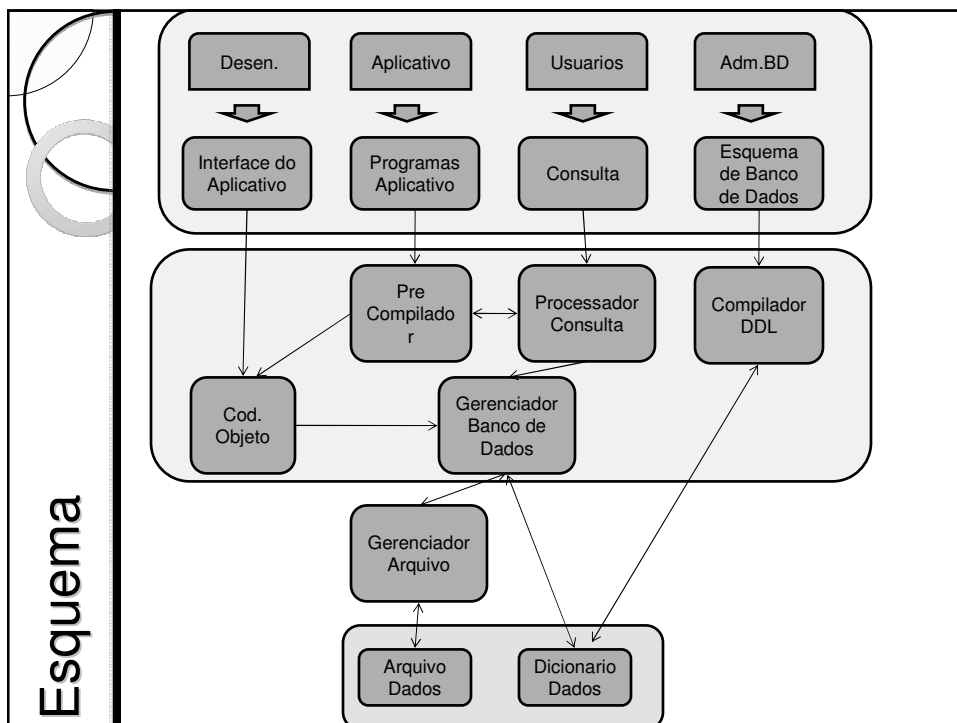 Esquema
Desen.
Aplicativo
Usuarios
Adm.BD
Interface do
Aplicativo
Programas
Aplicativo
Consulta
Esquema
de Banco
de Dados
Pre
Compilado
r
Processador
Consulta
Compilador
DDL
Cod.
Objeto
Gerenciador
Banco de
Dados
Gerenciador
Arquivo
Arquivo
Dados
Dicionario
Dados